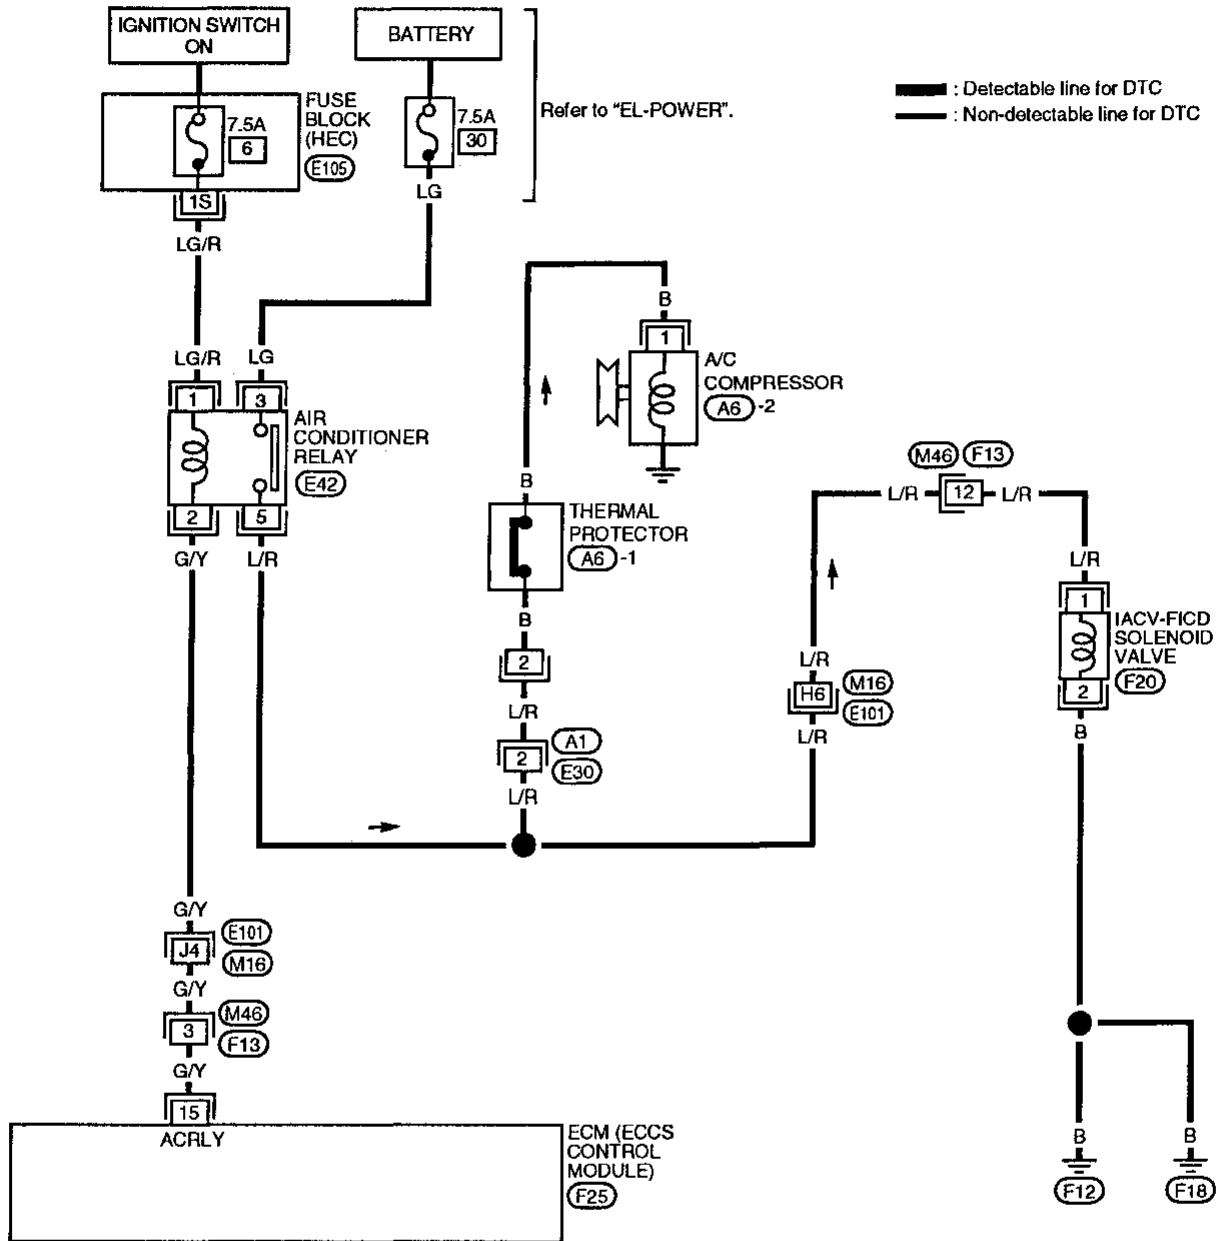 IGNITION SWITCH
ON
BATTERY
Refer to "EL-POWER".
: Detectable line for DTC
: Non-detectable line for DTC
FUSE
BLOCK
(HEC)
E105
7.5A
6
7.5A
30
1S
LG
LG/R
LG/R
LG
1
3
AIR
CONDITIONER
RELAY
E42
2
5
G/Y
L/R
B
1
A/C
COMPRESSOR
A6 -2
B
THERMAL
PROTECTOR
A6 -1
B
2
L/R
2
A1
E30
L/R
M46 F13
L/R 12 L/R
L/R
1
IACV-FICD
SOLENOID
VALVE
F20
2
B
L/R
H6
M16
E101
L/R
G/Y
J4
E101
M16
G/Y
3
M46
F13
G/Y
15
ACRLY
ECM (ECCS
CONTROL
MODULE)
F25
B
B
F12
F18